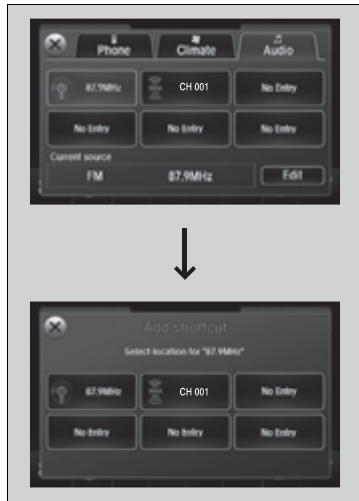 Phone Climate Audio
87.9MHz CH 001 No Entry
No Entry No Entry No Entry
Current source
FM 87.9MHz Edit
Add shortcut
Select location for "87.9MHz"
87.9MHz CH 001 No Entry
No Entry No Entry No Entry